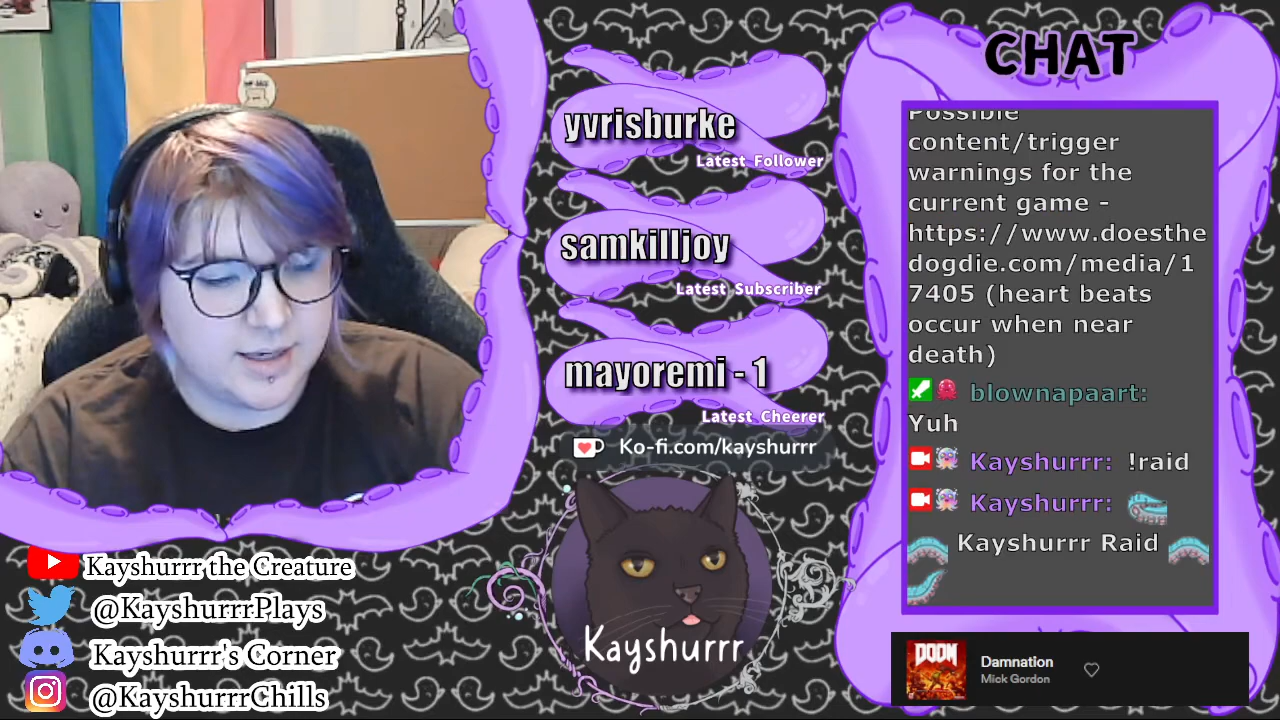 yvrisburke
Latest Follower
samkilljoy
Latest Subscriber
mayoremi - 1
Latest Cheerer
Ko-fi.com/kayshurrr
Kayshurrr
Kayshurrr the Creature
@KayshurrrPlays
Kayshurrr's Corner
@KayshurrrChills
CHAT
Possible
content/trigger
warnings for the
current game -
https://www.doesthe
dogdie.com/media/1
7405 (heart beats
occur when near
death)
blownapaart:
Yuh
Kayshurrr: !raid
Kayshurrr:
Kayshurrr Raid
DOOM
Damnation
Mick Gordon